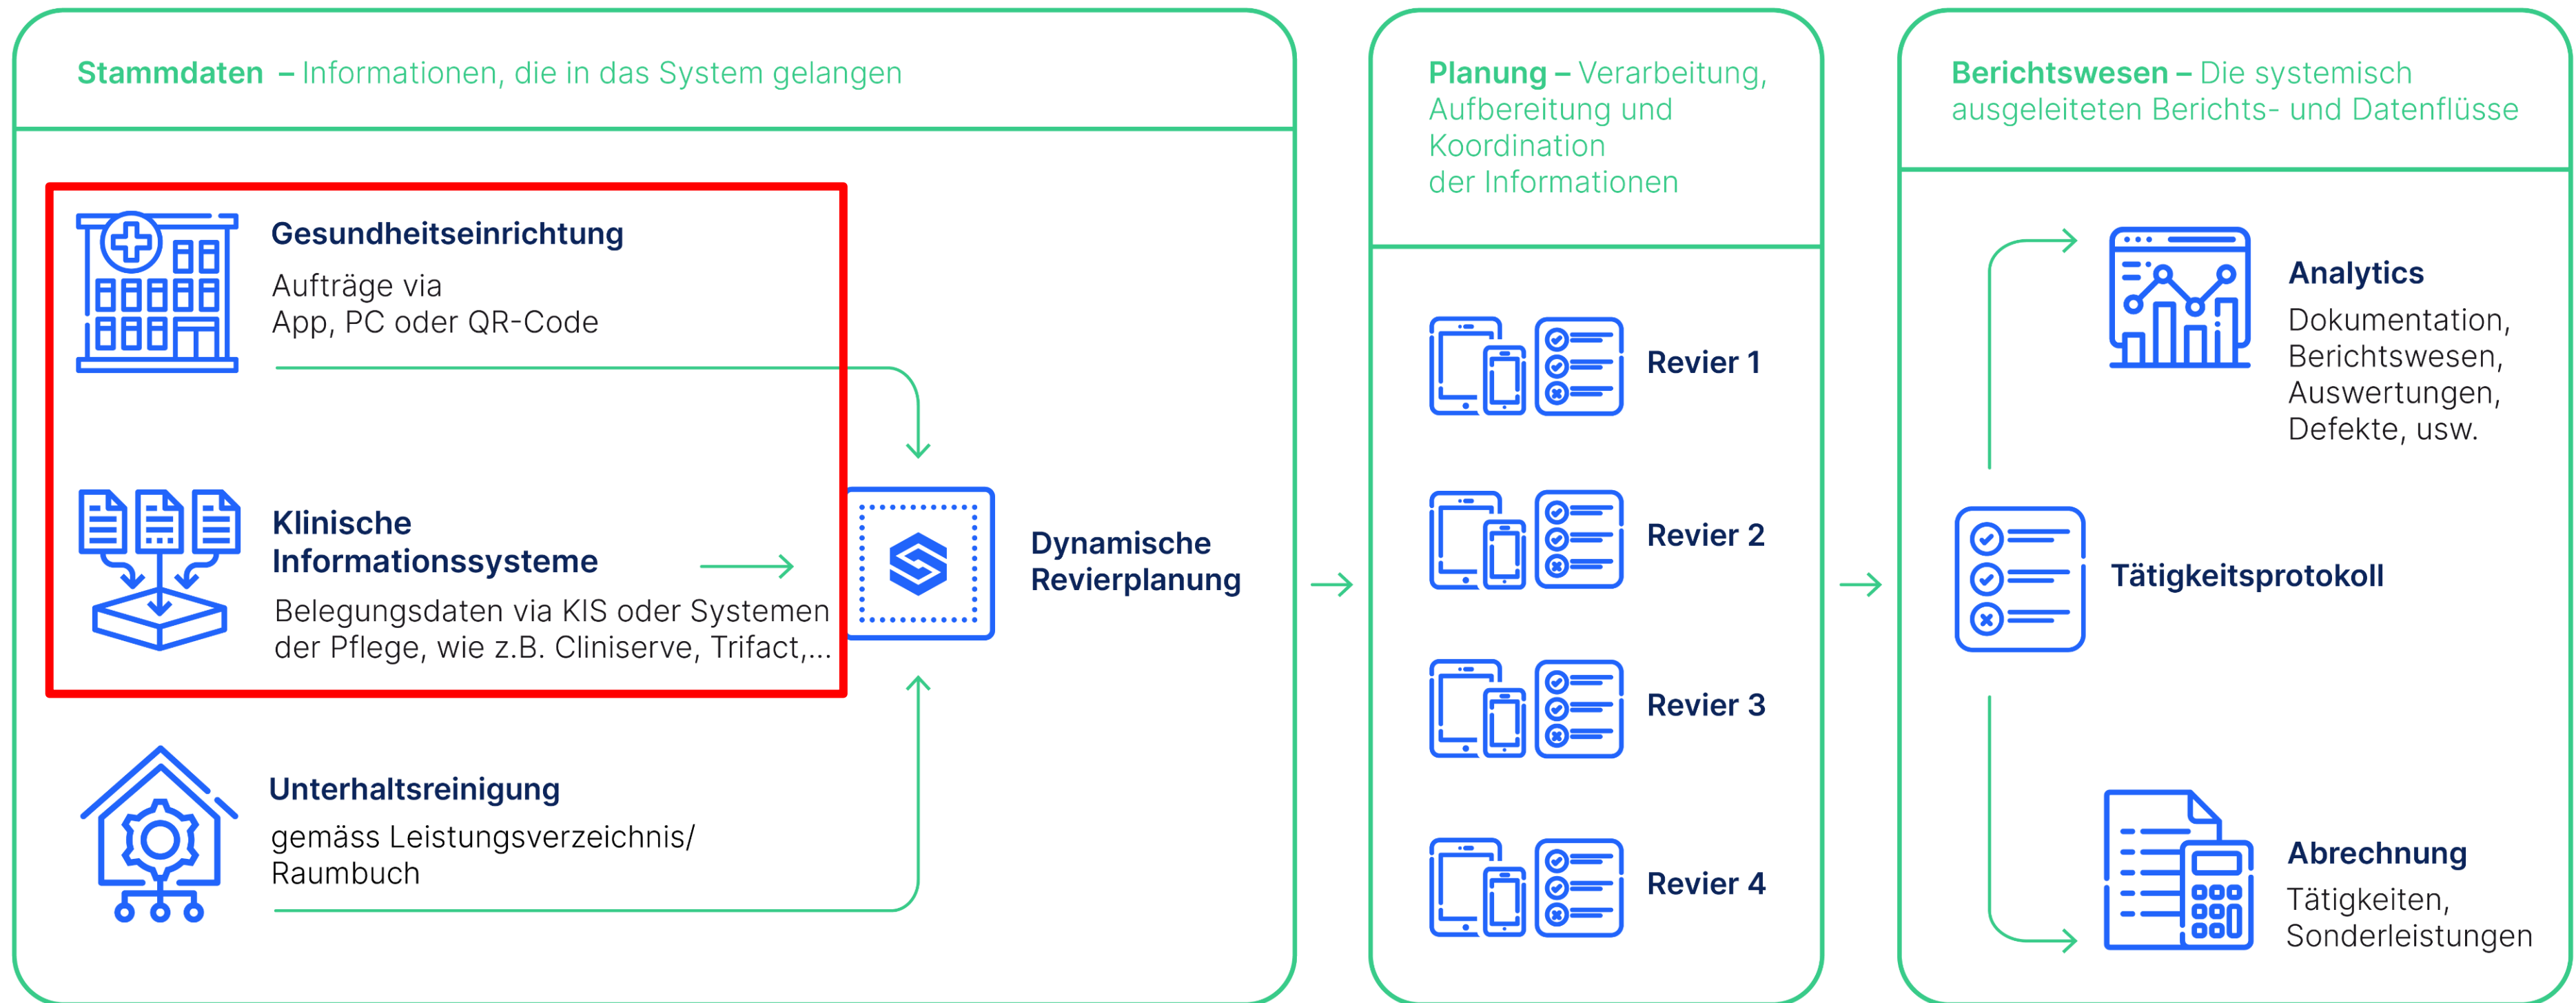 Stammdaten – Informationen, die in das System gelangen
Gesundheitseinrichtung
Aufträge via
App, PC oder QR-Code
Klinische
Informationssysteme
Belegungsdaten via KIS oder Systemen
der Pflege, wie z.B. Cliniserve, Trifact,...
Unterhaltsreinigung
gemäss Leistungsverzeichnis/
Raumbuch
Dynamische
Revierplanung
Planung – Verarbeitung,
Aufbereitung und
Koordination
der Informationen
Revier 1
Revier 2
Revier 3
Revier 4
Berichtswesen – Die systemisch
ausgeleiteten Berichts- und Datenflüsse
Analytics
Dokumentation,
Berichtswesen,
Auswertungen,
Defekte, usw.
Tätigkeitsprotokoll
Abrechnung
Tätigkeiten,
Sonderleistungen